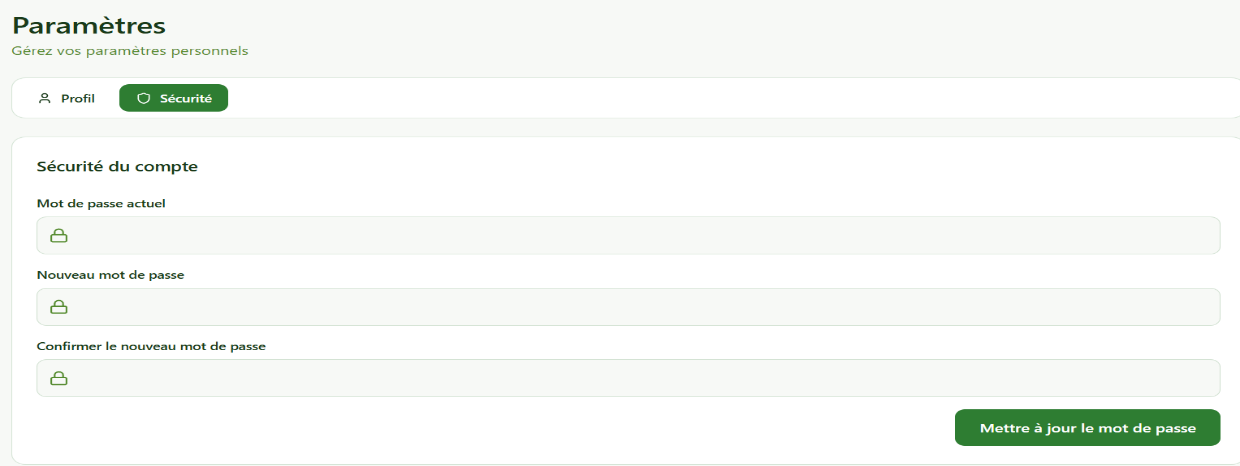 Paramètres
Gérez vos paramètres personnels
Profil Sécurité
Sécurité du compte
Mot de passe actuel
Nouveau mot de passe
Confirmer le nouveau mot de passe
Mettre à jour le mot de passe